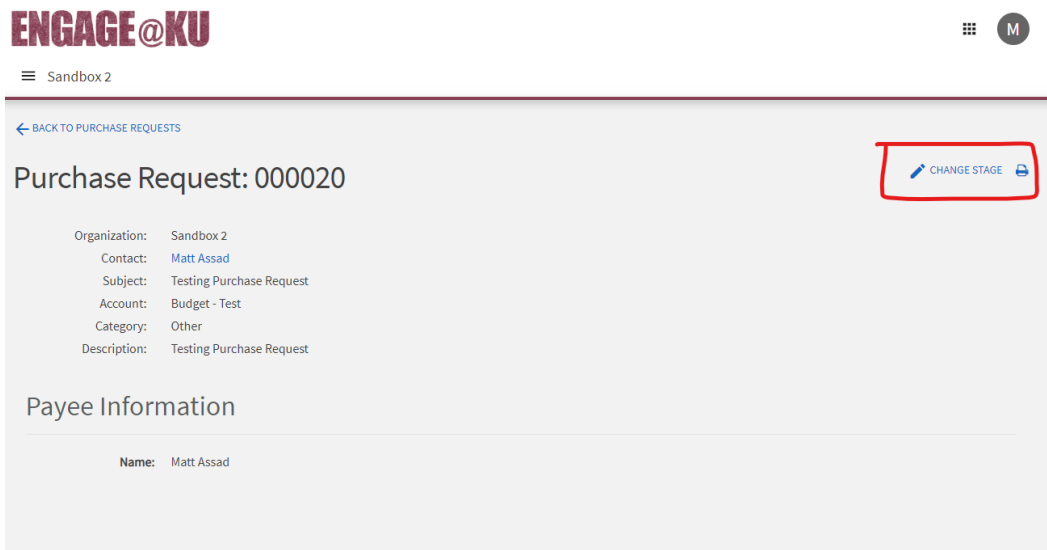 ENGAGE@KU
M
Sandbox 2
BACK TO PURCHASE REQUESTS
Purchase Request: 000020
CHANGE STAGE
Organization: Sandbox 2
Contact: Matt Assad
Subject: Testing Purchase Request
Account: Budget - Test
Category: Other
Description: Testing Purchase Request
Payee Information
Name: Matt Assad